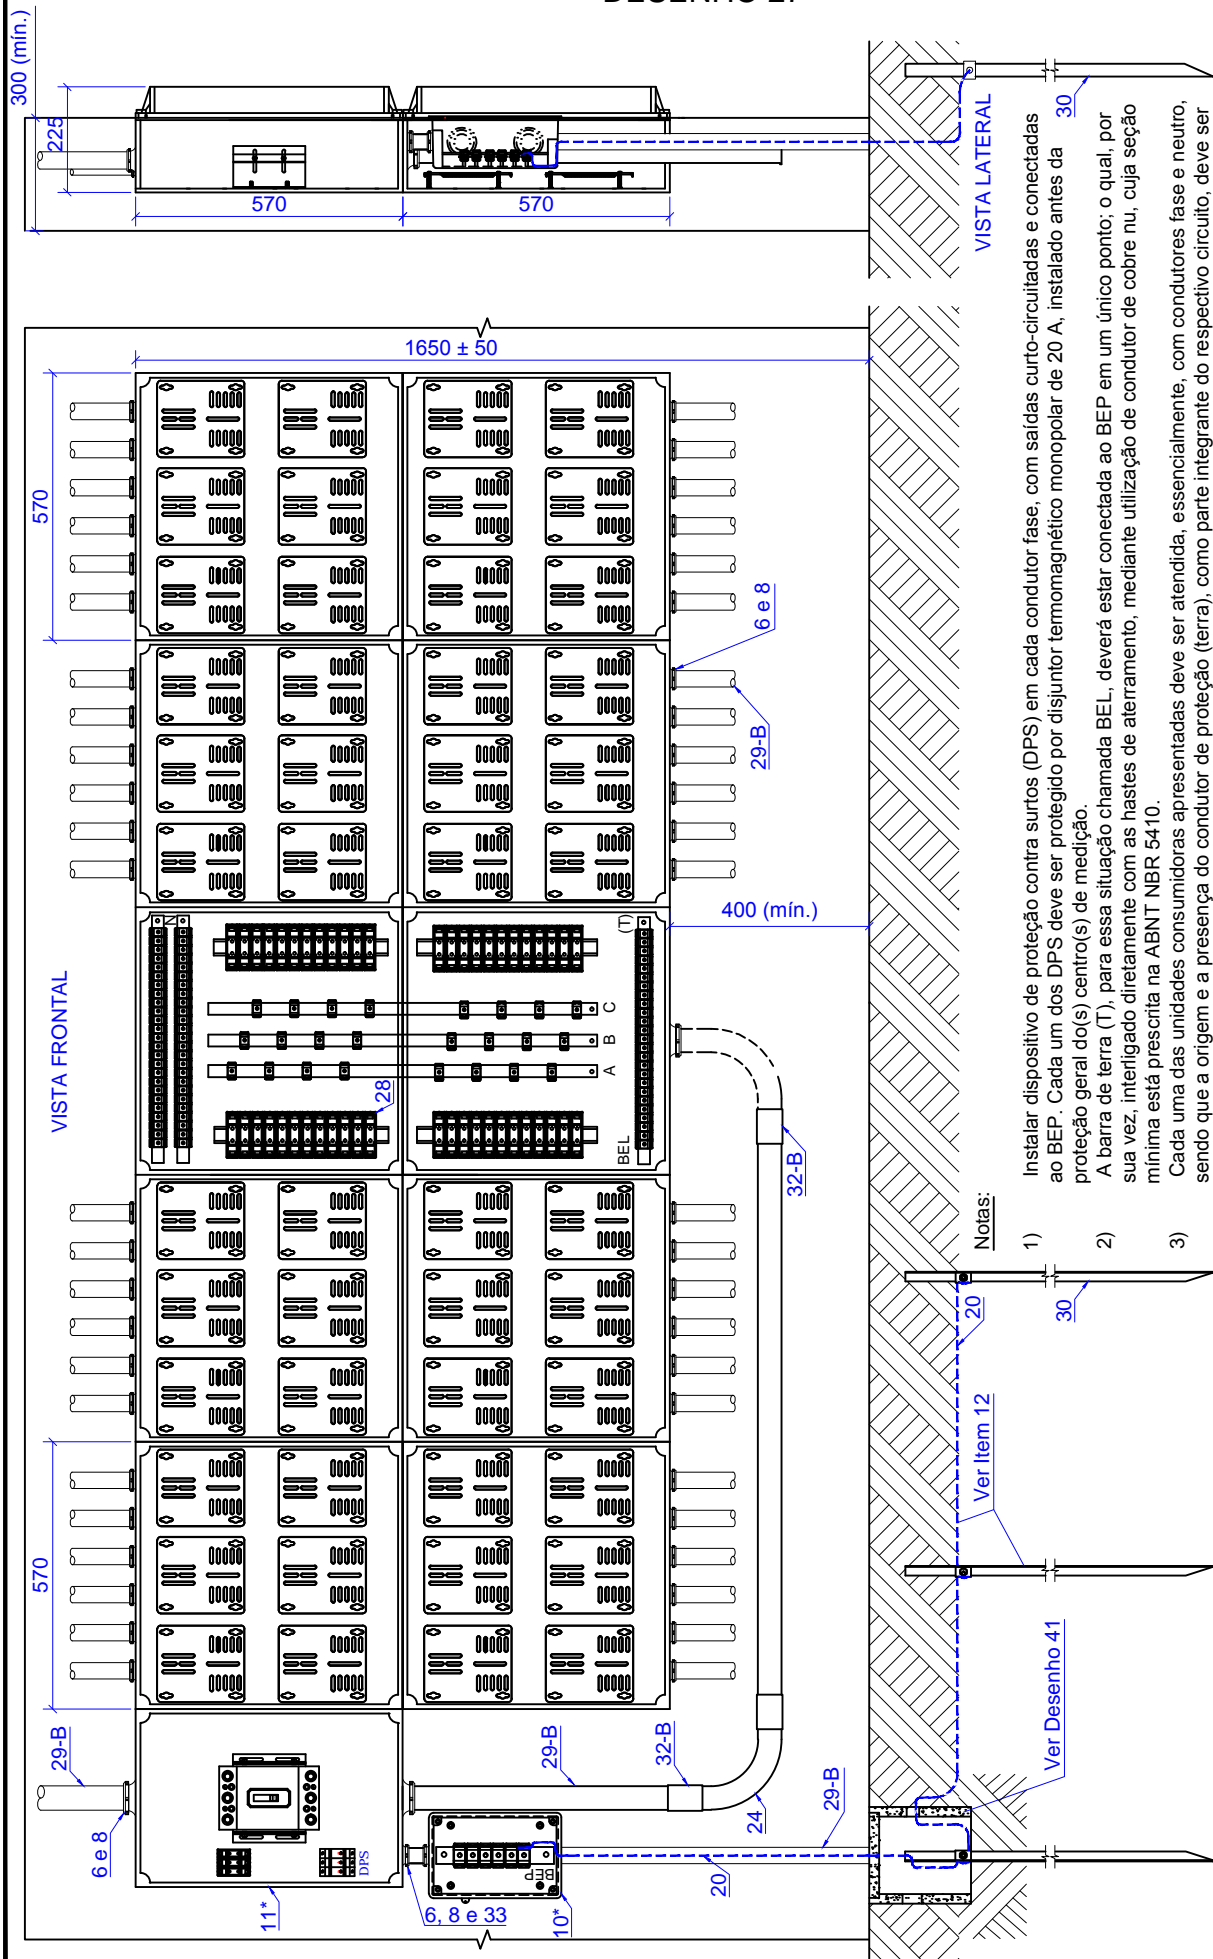 VISTA FRONTAL
570
570
1650 ± 50
29-B
6 e 8
11*
DPS
6, 8 e 33
10*
BEP
29-B
32-B
24
20
29-B
32-B
N
A
B
C
28
BEL
(T)
400 (mín.)
6 e 8
29-B
Ver Desenho 41
Ver Item 12
20
30
300 (mín.)
225
570
570
30
VISTA LATERAL
Notas:
1) Instalar dispositivo de proteção contra surtos (DPS) em cada condutor fase, com saídas curto-circuitadas e conectadas
ao BEP. Cada um dos DPS deve ser protegido por disjuntor termomagnético monopolar de 20 A, instalado antes da
proteção geral do(s) centro(s) de medição.
2) A barra de terra (T), para essa situação chamada BEL, deverá estar conectada ao BEP em um único ponto; o qual, por
sua vez, interligado diretamente com as hastes de aterramento, mediante utilização de condutor de cobre nu, cuja seção
mínima está prescrita na ABNT NBR 5410.
3) Cada uma das unidades consumidoras apresentadas deve ser atendida, essencialmente, com condutores fase e neutro,
sendo que a origem e a presença do condutor de proteção (terra), como parte integrante do respectivo circuito, deve ser